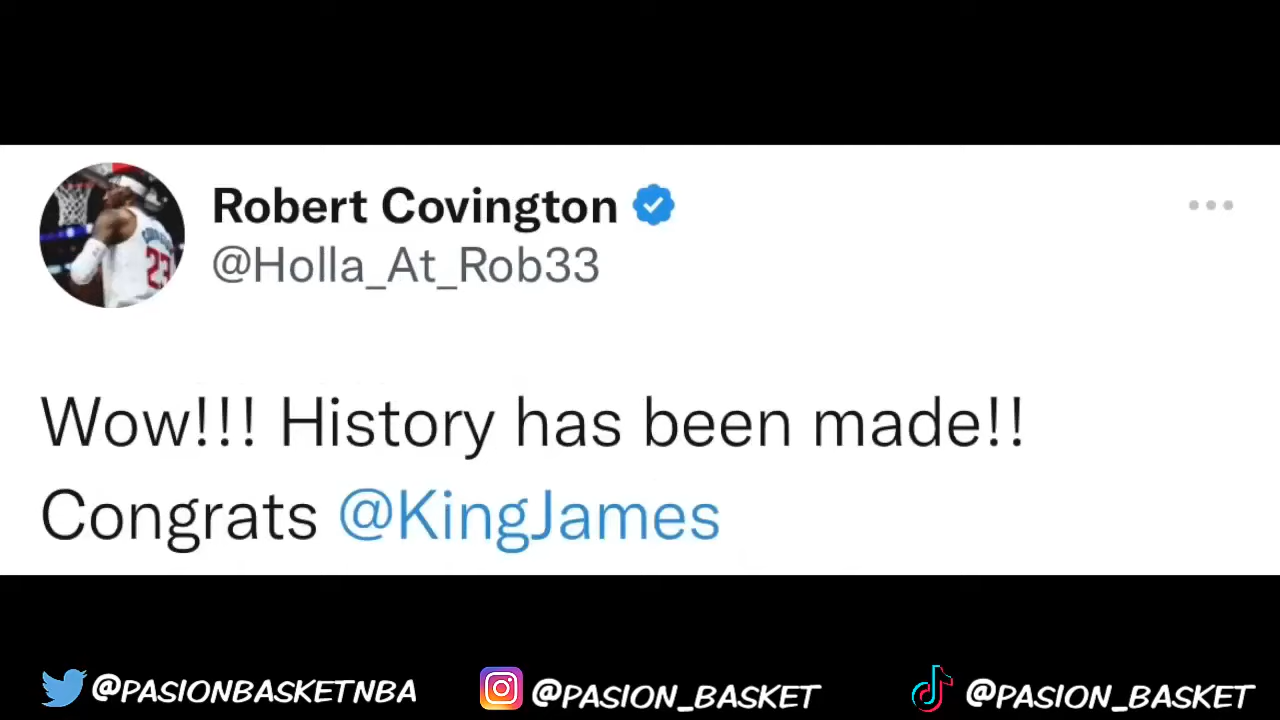 Robert Covington
@Holla_At_Rob33
Wow!!! History has been made!!
Congrats @KingJames
@PASIONBASKETNBA @PASION_BASKET @PASION_BASKET